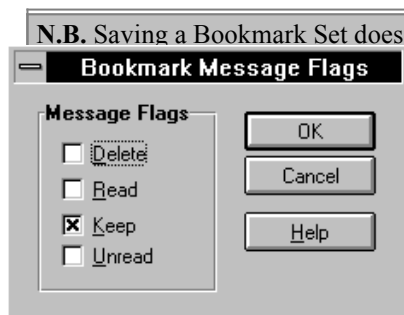 N.B. Saving a Bookmark Set does
Bookmark Message Flags
Message Flags
Delete
Read
Keep
Unread
OK
Cancel
Help